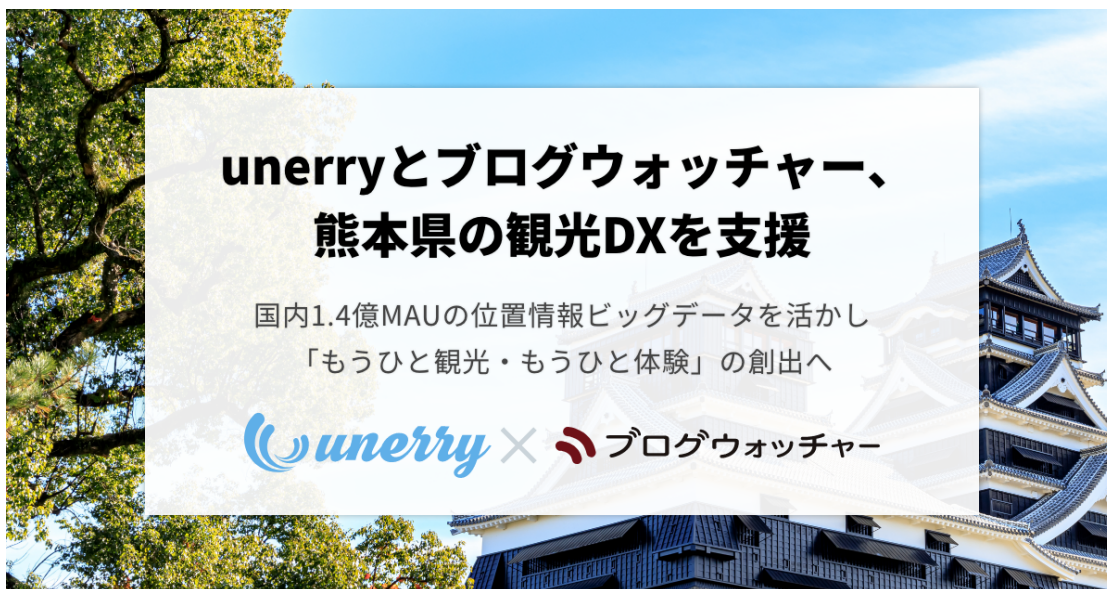 unerryとブログウォッチャー、
熊本県の観光DXを支援
国内1.4億MAUの位置情報ビッグデータを活かし
「もうひと観光・もうひと体験」の創出へ
unerry × ブログウォッチャー